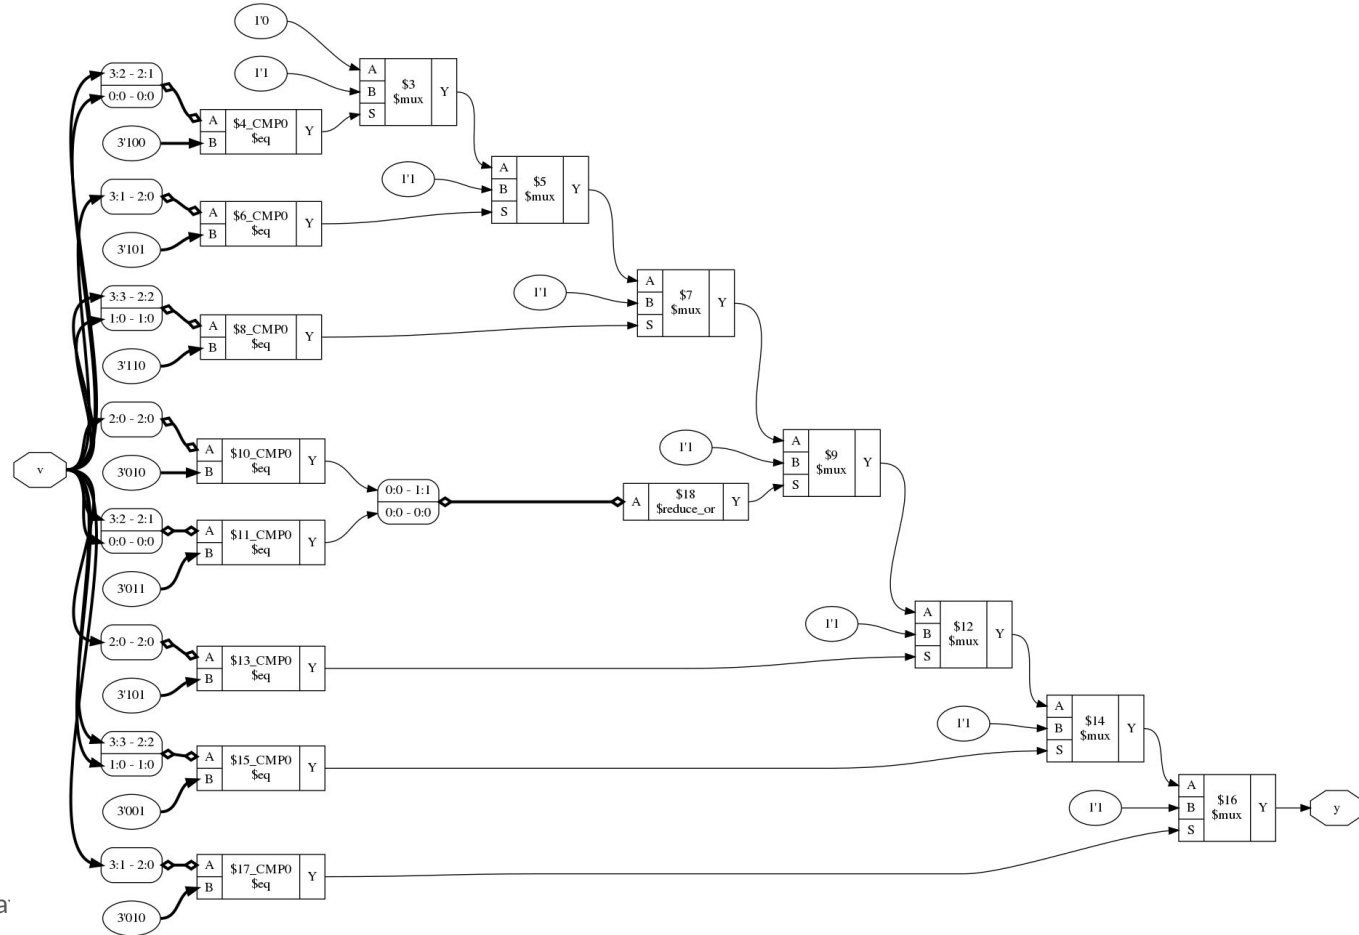 1'0
1'1
A
B
S
$3
$mux
Y
3:2 - 2:1
0:0 - 0:0
3'100
A
B
$4_CMP0
$eq
Y
1'1
A
B
S
$5
$mux
Y
3:1 - 2:0
3'101
A
B
$6_CMP0
$eq
Y
1'1
A
B
S
$7
$mux
Y
3:3 - 2:2
1:0 - 1:0
3'110
A
B
$8_CMP0
$eq
Y
2:0 - 2:0
3'010
A
B
$10_CMP0
$eq
Y
1'1
A
B
S
$9
$mux
Y
v
0:0 - 1:1
0:0 - 0:0
A
$18
$reduce_or
Y
3:2 - 2:1
0:0 - 0:0
3'011
A
B
$11_CMP0
$eq
Y
1'1
A
B
S
$12
$mux
Y
2:0 - 2:0
3'101
A
B
$13_CMP0
$eq
Y
1'1
A
B
S
$14
$mux
Y
3:3 - 2:2
1:0 - 1:0
3'001
A
B
$15_CMP0
$eq
Y
1'1
A
B
S
$16
$mux
Y
y
3:1 - 2:0
3'010
A
B
$17_CMP0
$eq
Y